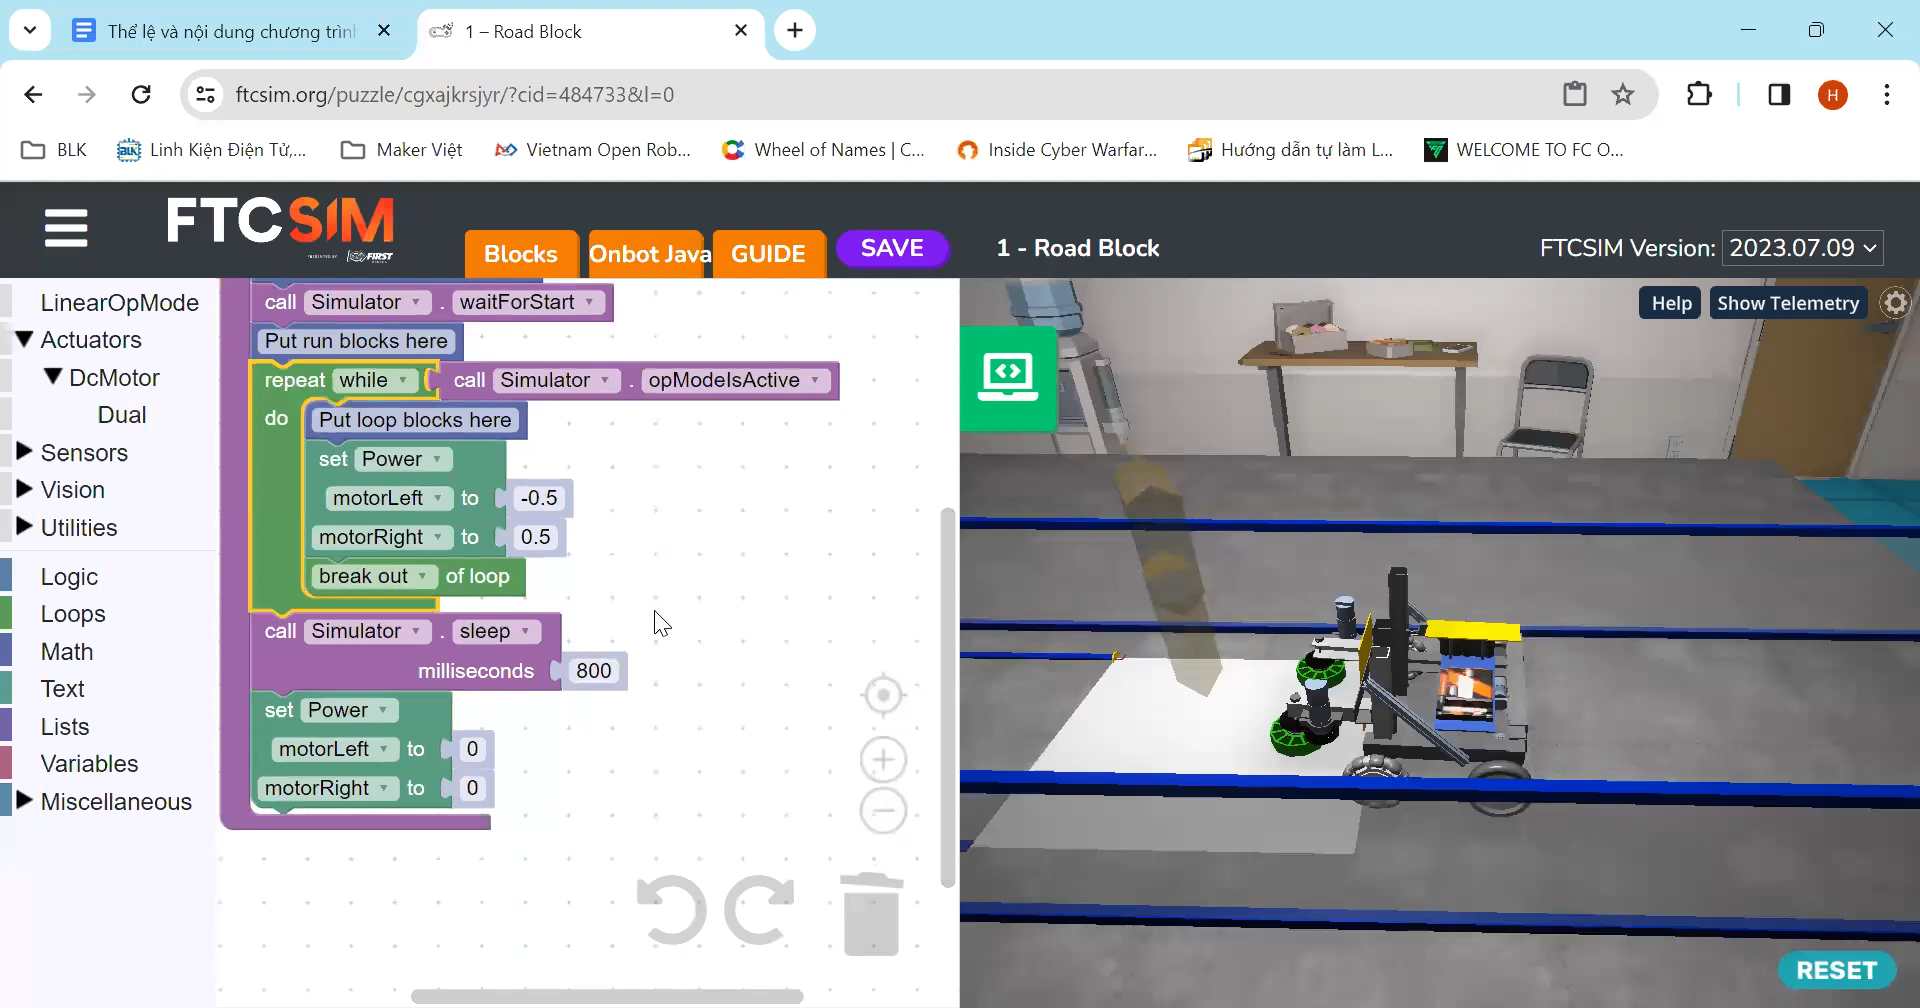 Thể lệ và nội dung chương trình
1 – Road Block
ftcsim.org/puzzle/cgxajkrsjyr/?cid=484733&l=0
H
BLK
Linh Kiện Điện Tử,...
Maker Việt
Vietnam Open Rob...
Wheel of Names | C...
Inside Cyber Warfar...
Hướng dẫn tự làm L...
WELCOME TO FC O...
FTCSIM
PRESENTED BY FIRST
Blocks
Onbot Java
GUIDE
SAVE
1 - Road Block
FTCSIM Version: 2023.07.09
LinearOpMode
Actuators
DcMotor
Dual
Sensors
Vision
Utilities
Logic
Loops
Math
Text
Lists
Variables
Miscellaneous
call Simulator . waitForStart
Put run blocks here
repeat while call Simulator . opModeIsActive
do
Put loop blocks here
set Power
motorLeft to -0.5
motorRight to 0.5
break out of loop
call Simulator . sleep
milliseconds 800
set Power
motorLeft to 0
motorRight to 0
Help
Show Telemetry
RESET